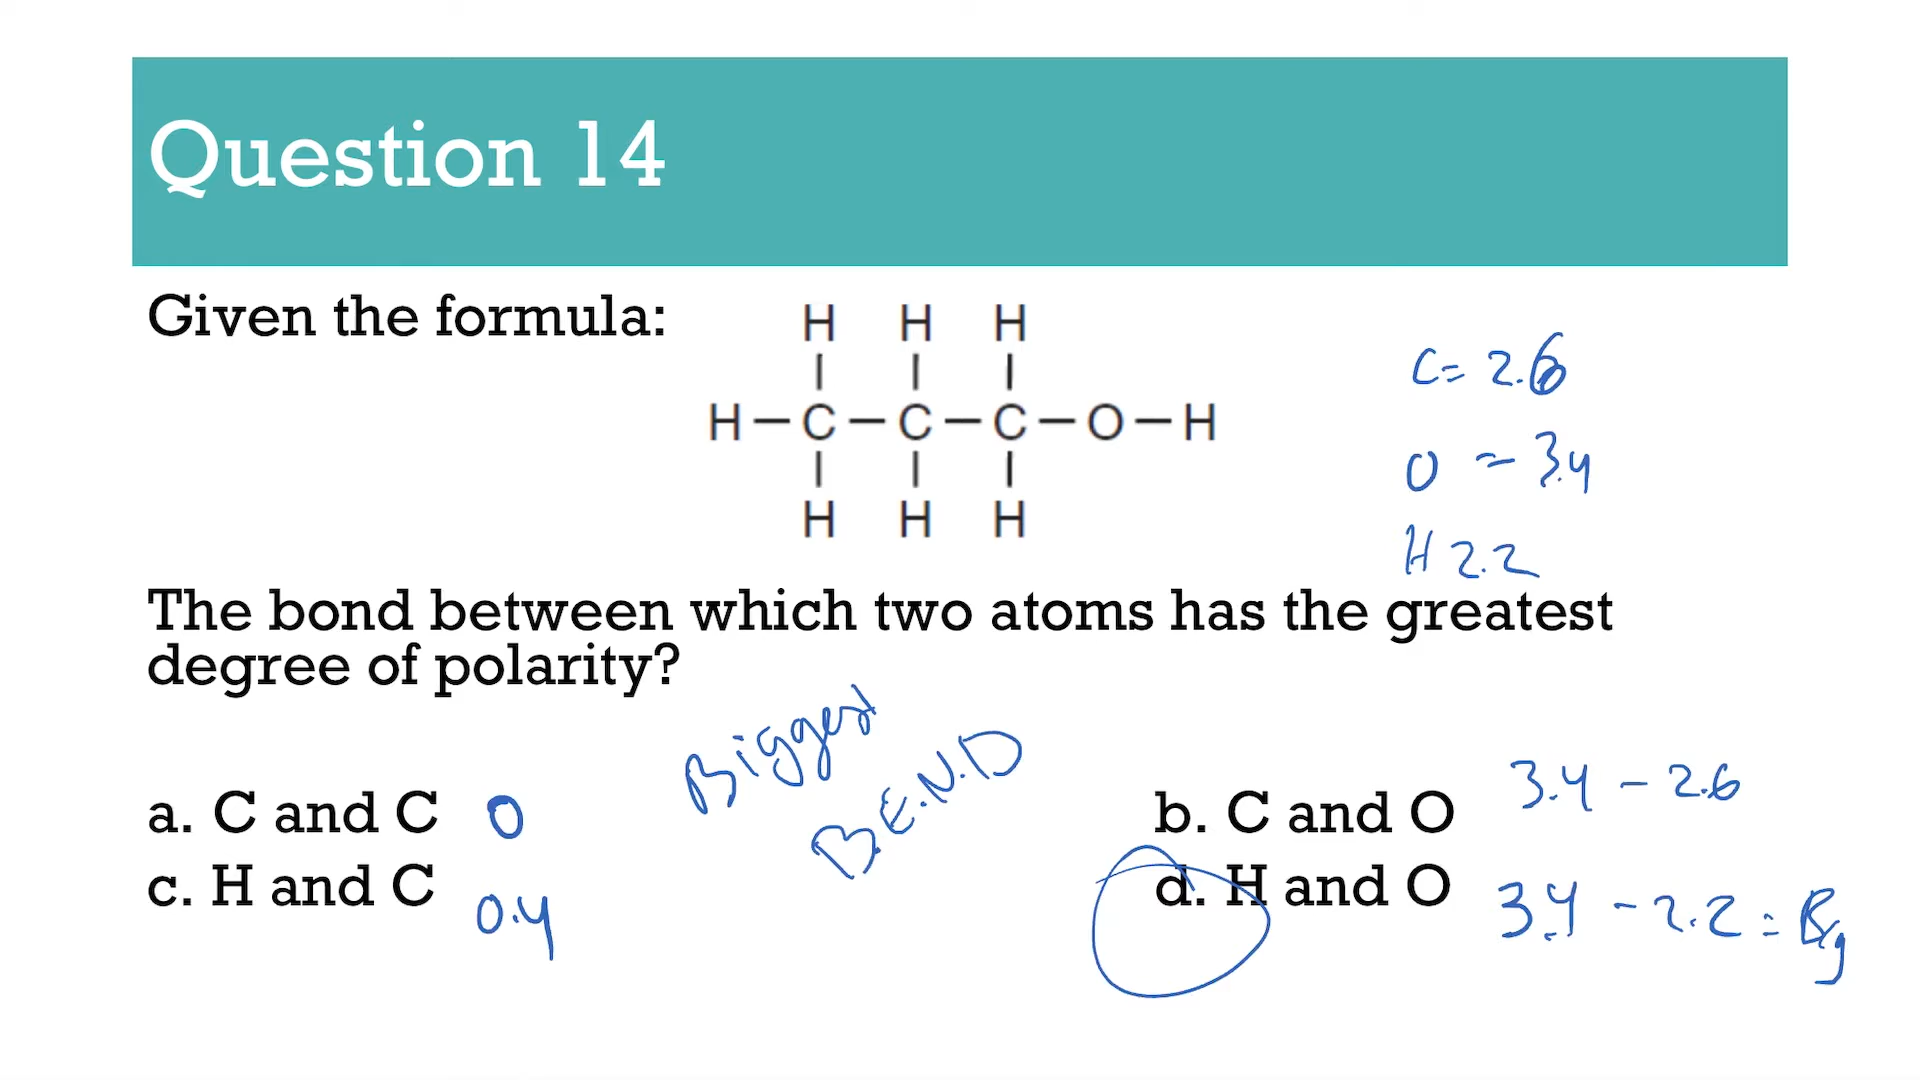 Question 14
Given the formula:
H H H
C= 2.6
H-C-C-C-O-H
O = 3.4
H H H
H 2.2
The bond between which two atoms has the greatest
degree of polarity?
Biggest
B.E.N.D
a. C and C 0
b. C and O 3.4 - 2.6
c. H and C 0.4
d. H and O 3.4 - 2.2 = Big